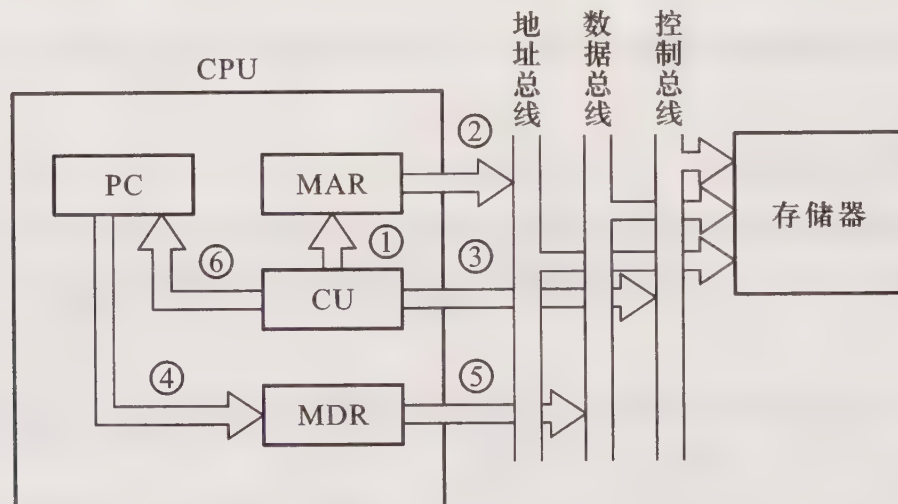 CPU
地址总线
数据总线
控制总线
②
PC
MAR
存储器
①
⑥
③
CU
④
⑤
MDR